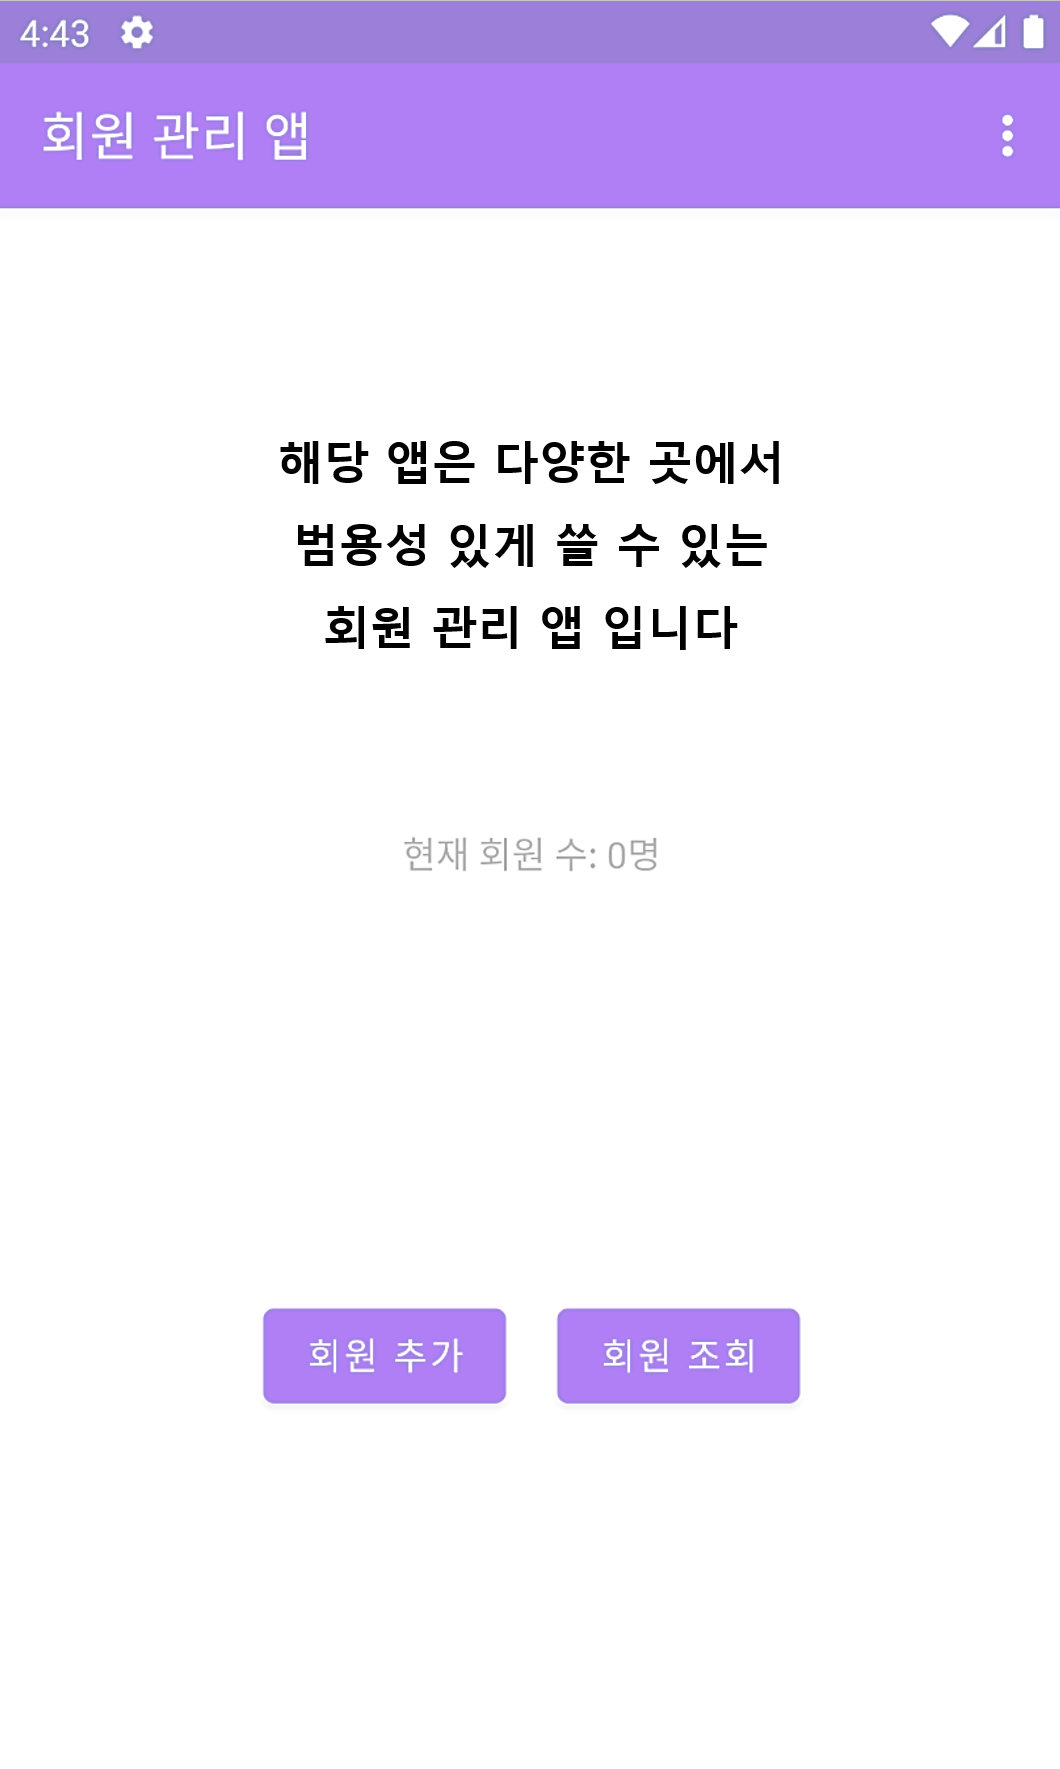 4:43
회원 관리 앱
해당 앱은 다양한 곳에서
범용성 있게 쓸 수 있는
회원 관리 앱 입니다
현재 회원 수: 0명
회원 추가
회원 조회